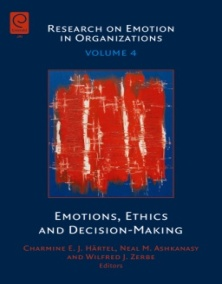 Research on Emotion
in Organizations
Volume 4
Emotions, Ethics
and Decision-Making
Charmine E. J. Härtel, Neal M. Ashkanasy
and Wilfred J. Zerbe
Editors